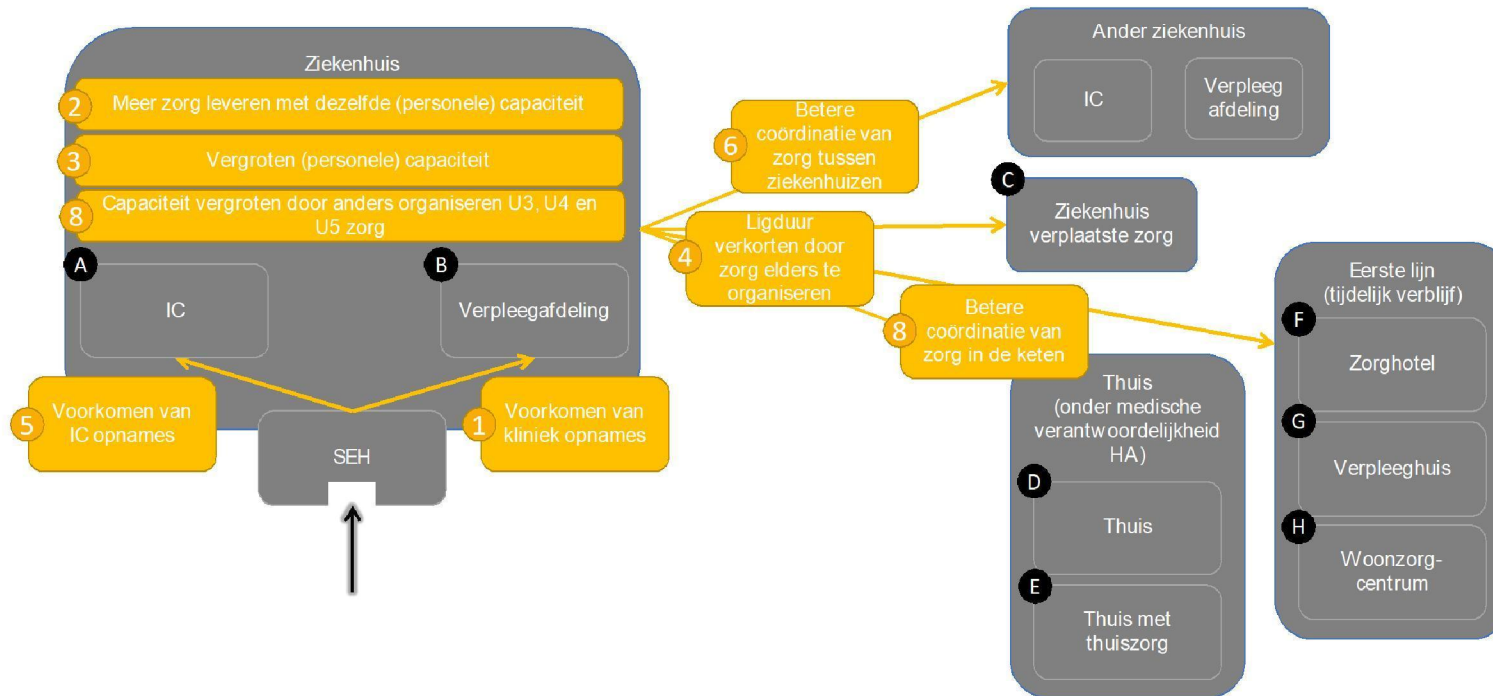 Ziekenhuis
2
Meer zorg leveren met dezelfde (personele) capaciteit
3
Vergroten (personele) capaciteit
8
Capaciteit vergroten door anders organiseren U3, U4 en
U5 zorg
A
IC
B
Verpleegafdeling
5
Voorkomen van
IC opnames
1
Voorkomen van
kliniek opnames
SEH
6
Betere
coördinatie van
zorg tussen
ziekenhuizen
4
Ligduur
verkorten door
zorg elders te
organiseren
8
Betere
coördinatie van
zorg in de keten
Ander ziekenhuis
IC
Verpleeg
afdeling
C
Ziekenhuis
verplaatste zorg
Thuis
(onder medische
verantwoordelijkheid
HA)
D
Thuis
E
Thuis met
thuiszorg
Eerste lijn
(tijdelijk verblijf)
F
Zorghotel
G
Verpleeghuis
H
Woonzorg-
centrum